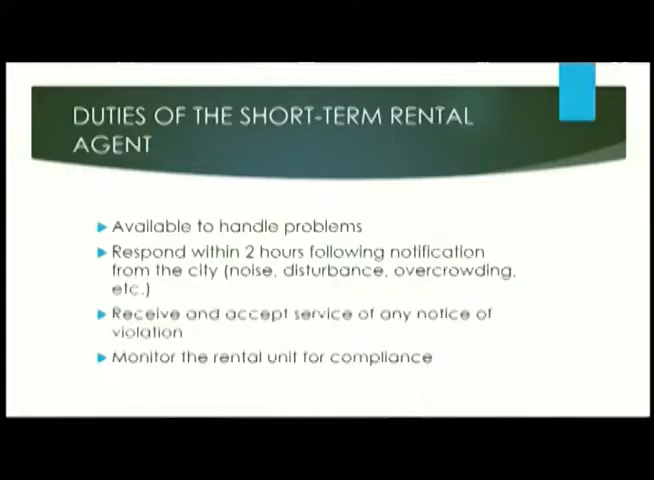 DUTIES OF THE SHORT-TERM RENTAL
AGENT
Available to handle problems
Respond within 2 hours following notification
from the city (noise, disturbance, overcrowding,
etc.)
Receive and accept service of any notice of
violation
Monitor the rental unit for compliance